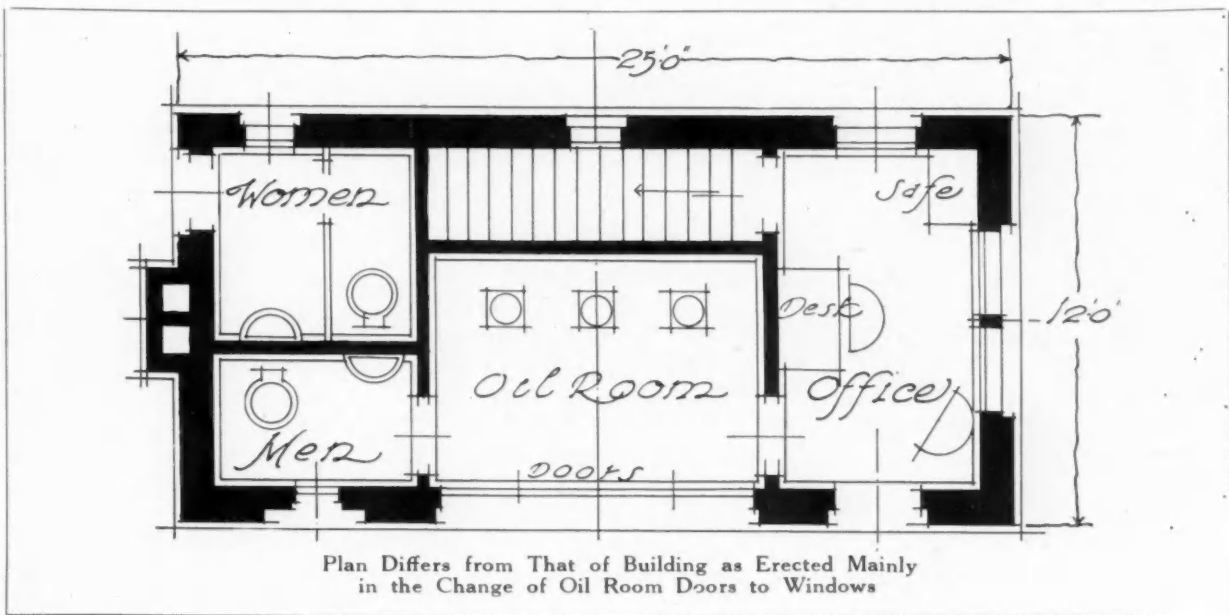 25'0"
Women
Safe
Desk
12'0"
Oil Room
Office
Men
DOORS
Plan Differs from That of Building as Erected Mainly
in the Change of Oil Room Doors to Windows